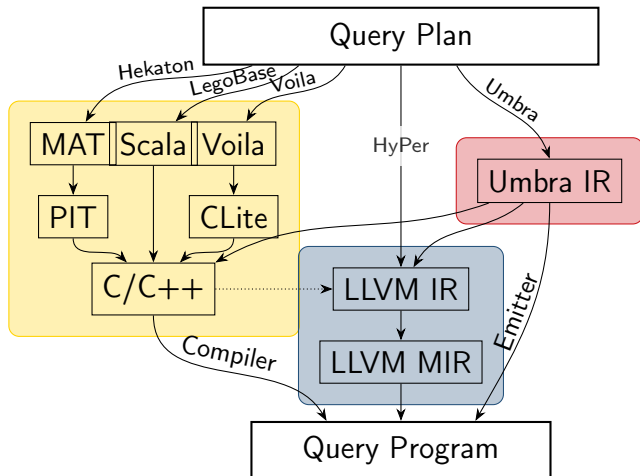 Query Plan
Hekaton
LegoBase
Voila
Umbra
HyPer
MAT
Scala
Voila
Umbra IR
PIT
CLite
C/C++
LLVM IR
Emitter
Compiler
LLVM MIR
Query Program